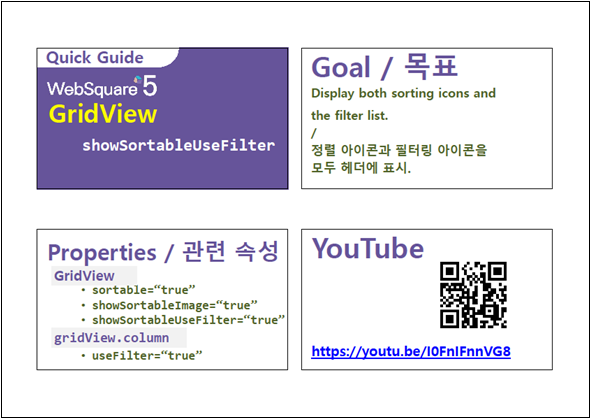 Quick Guide
WebSquare 5
GridView
showSortableUseFilter
Goal / 목표
Display both sorting icons and
the filter list.
/
정렬 아이콘과 필터링 아이콘을
모두 헤더에 표시.
Properties / 관련 속성
GridView
• sortable=“true”
• showSortableImage=“true”
• showSortableUseFilter=“true”
gridView.column
• useFilter=“true”
YouTube
https://youtu.be/I0FnIFnnVG8